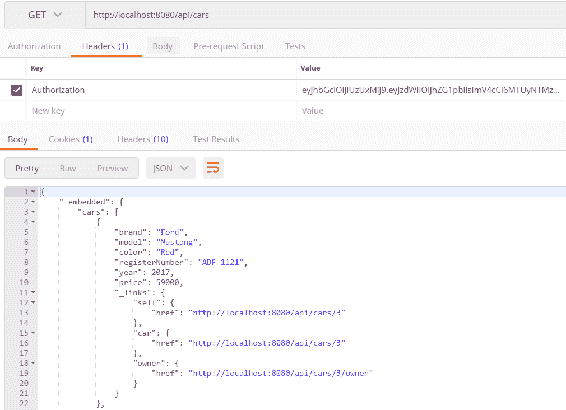 GET http://localhost:8080/api/cars
Authorization Headers (1) Body Pre-request Script Tests
Key Value
Authorization
New key Value
Body Cookies (1) Headers (10) Test Results
Pretty Raw Preview JSON
1 {
2 "_embedded": {
3 "cars": [
4 {
5 "brand": "Ford",
6 "model": "Mustang",
7 "color": "Red",
8 "registerNumber": "ADF-1121",
9 "year": 2017,
10 "price": 59000,
11 "_links": {
12 "self": {
13 "href": "http://localhost:8080/api/cars/3"
14 },
15 "car": {
16 "href": "http://localhost:8080/api/cars/3"
17 },
18 "owner": {
19 "href": "http://localhost:8080/api/cars/3/owner"
20 }
21 }
22 },